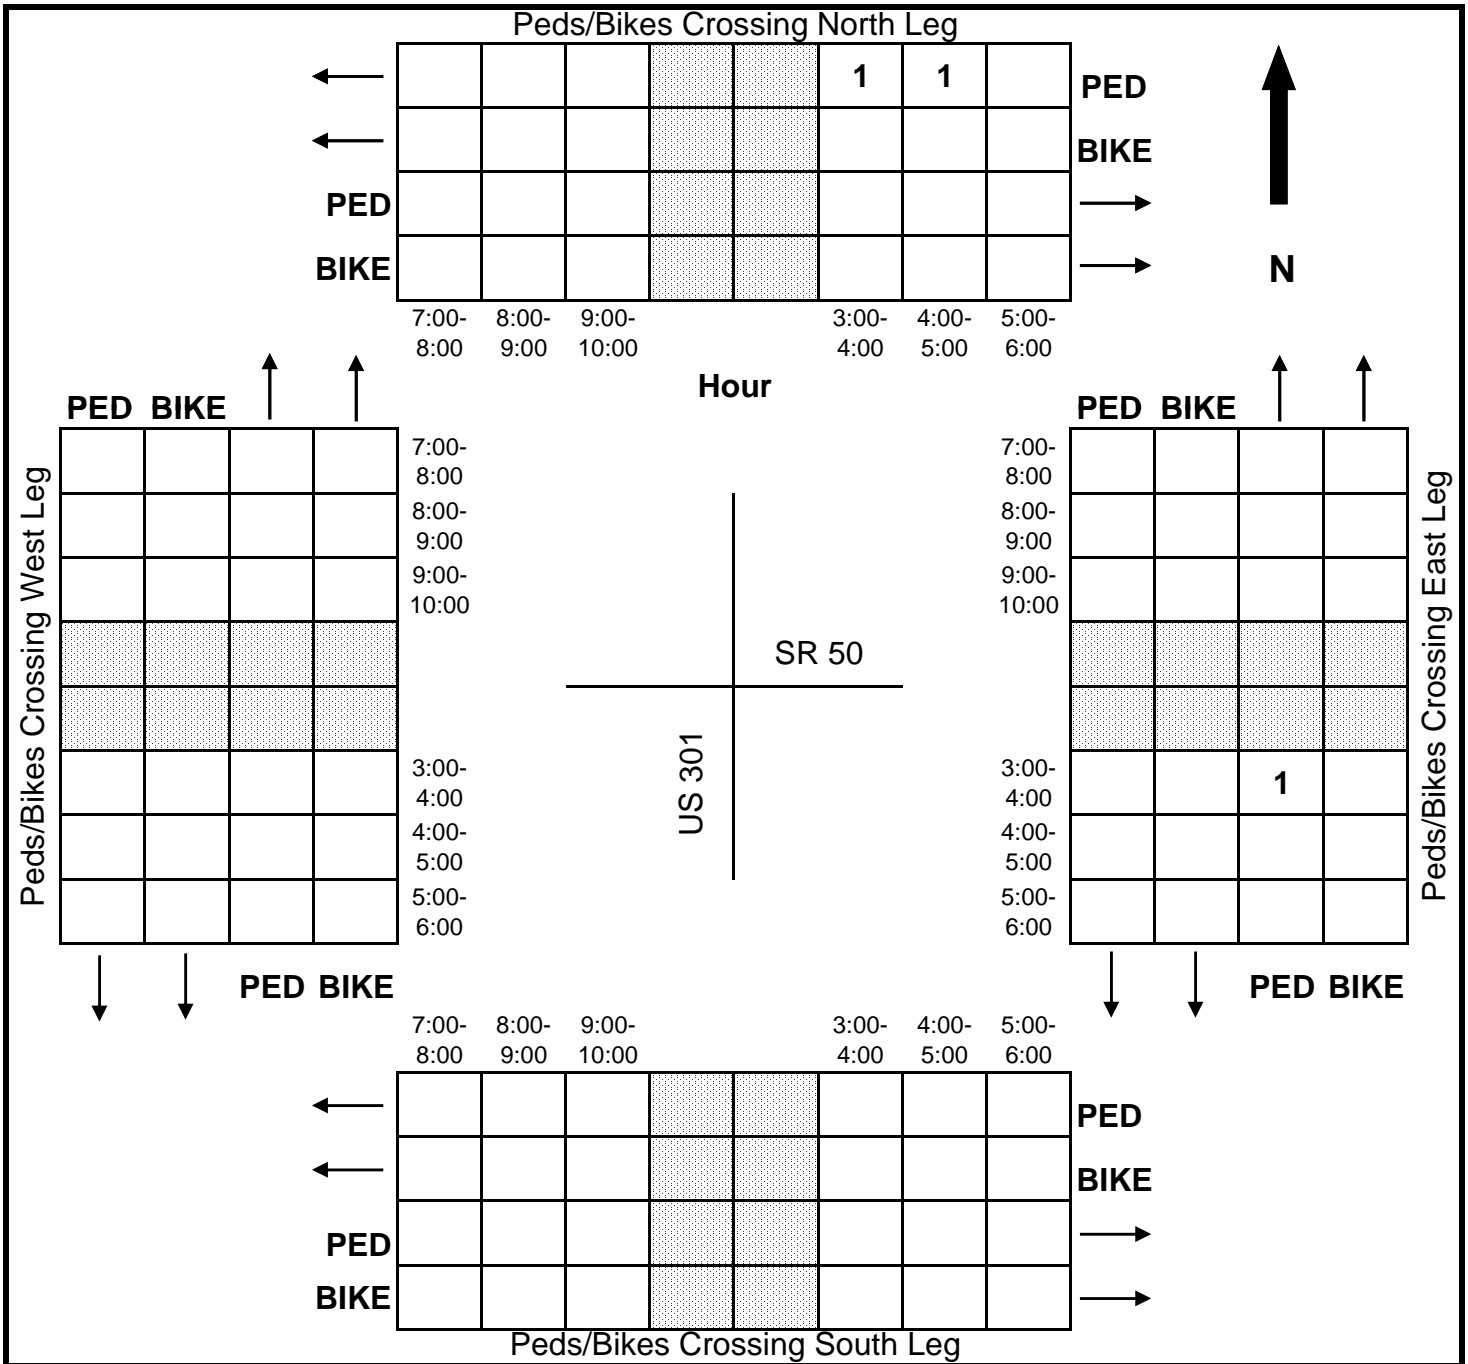 Peds/Bikes Crossing North Leg
1 1 PED
BIKE
PED
BIKE
N
7:00- 8:00- 9:00- 3:00- 4:00- 5:00-
8:00 9:00 10:00 4:00 5:00 6:00
Hour
PED BIKE
PED BIKE
Peds/Bikes Crossing West Leg
7:00-
8:00
8:00-
9:00
9:00-
10:00
3:00-
4:00
4:00-
5:00
5:00-
6:00
SR 50
US 301
7:00-
8:00
8:00-
9:00
9:00-
10:00
3:00-
4:00
1
4:00-
5:00
5:00-
6:00
Peds/Bikes Crossing East Leg
PED BIKE
PED BIKE
7:00- 8:00- 9:00- 3:00- 4:00- 5:00-
8:00 9:00 10:00 4:00 5:00 6:00
PED
BIKE
PED
BIKE
Peds/Bikes Crossing South Leg